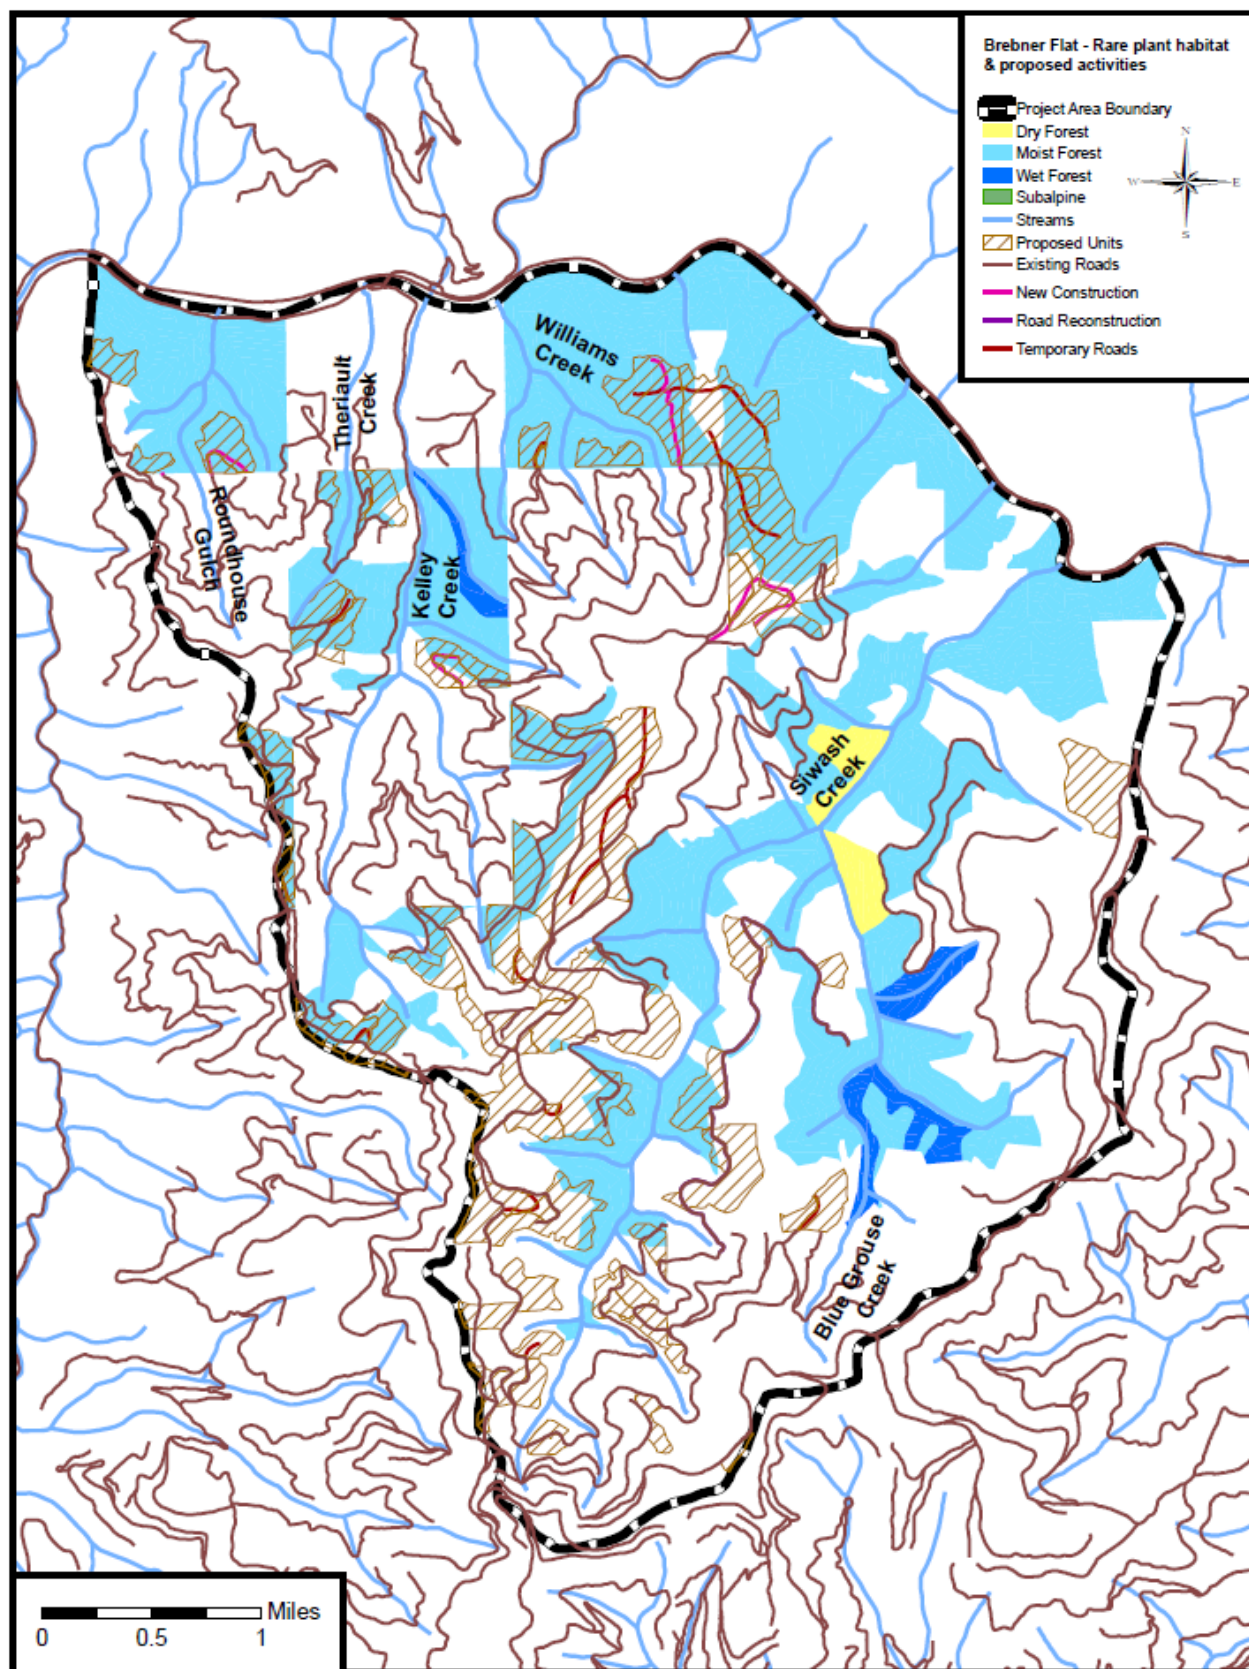 Brebner Flat - Rare plant habitat
& proposed activities
Project Area Boundary
Dry Forest
Moist Forest
Wet Forest
Subalpine
Streams
Proposed Units
Existing Roads
New Construction
Road Reconstruction
Temporary Roads
N
W
E
S
Williams
Creek
Theriault
Creek
Roundhouse
Gulch
Kelley
Creek
Siwash
Creek
Blue Grouse
Creek
Miles
0
0.5
1